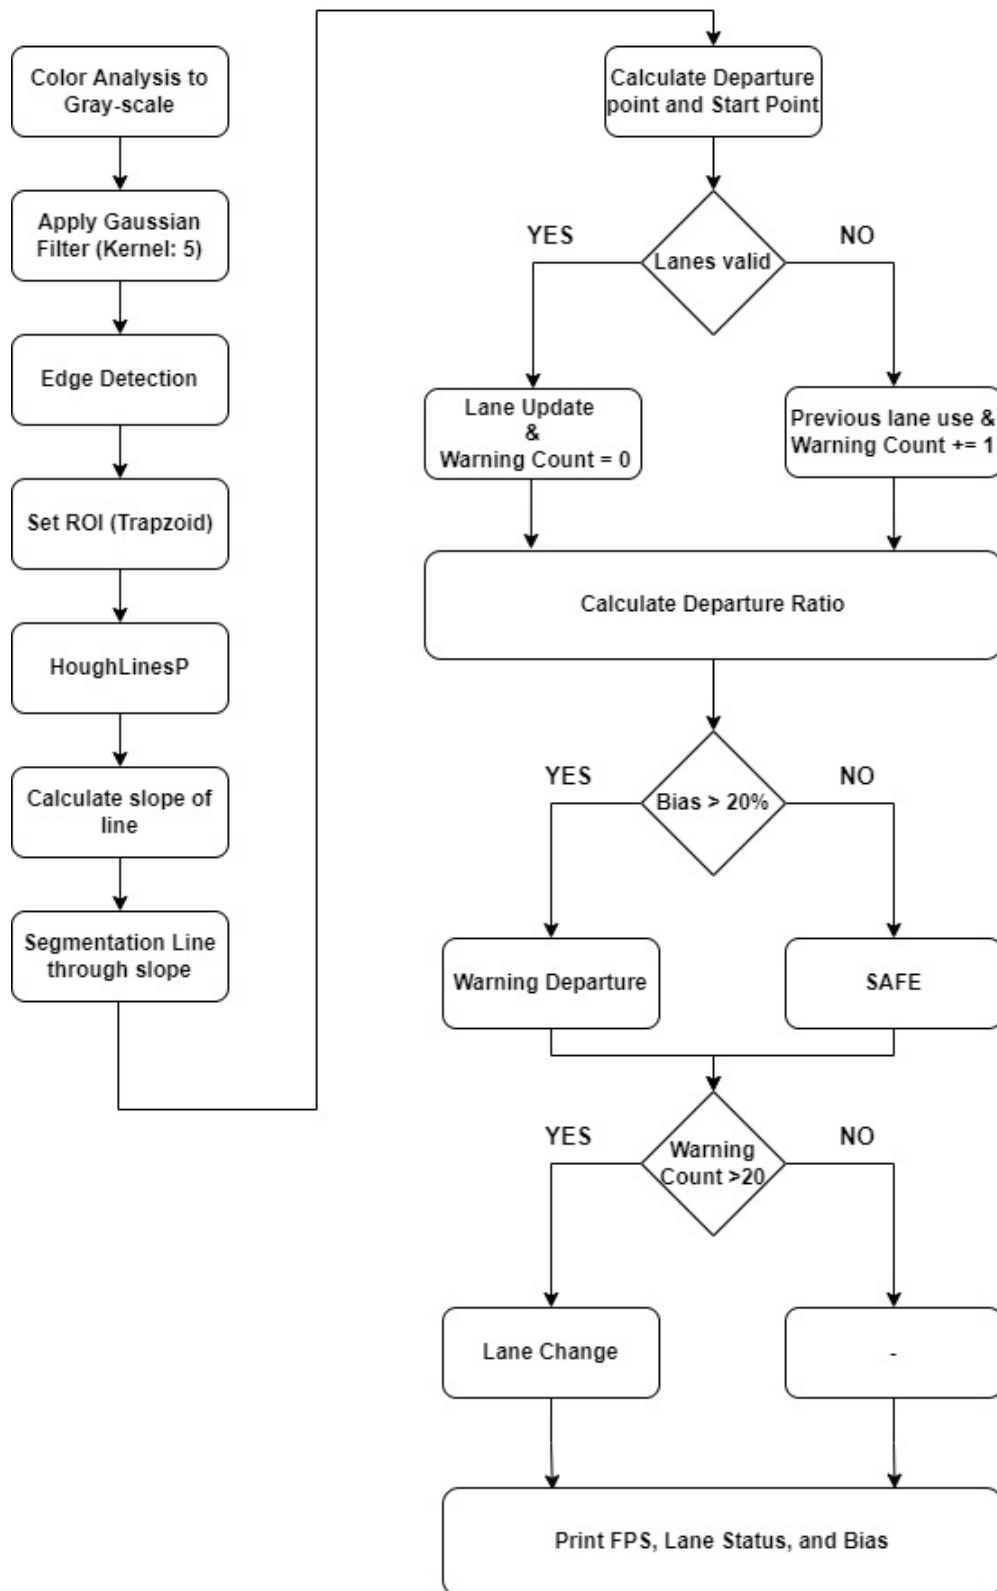 Color Analysis to
Gray-scale
Apply Gaussian
Filter (Kernel: 5)
Edge Detection
Set ROI (Trapzoid)
HoughLinesP
Calculate slope of
line
Segmentation Line
through slope
Calculate Departure
point and Start Point
YES
Lanes valid
NO
Lane Update
&
Warning Count = 0
Previous lane use &
Warning Count += 1
Calculate Departure Ratio
YES
Bias > 20%
NO
Warning Departure
SAFE
YES
Warning
Count >20
NO
Lane Change
-
Print FPS, Lane Status, and Bias